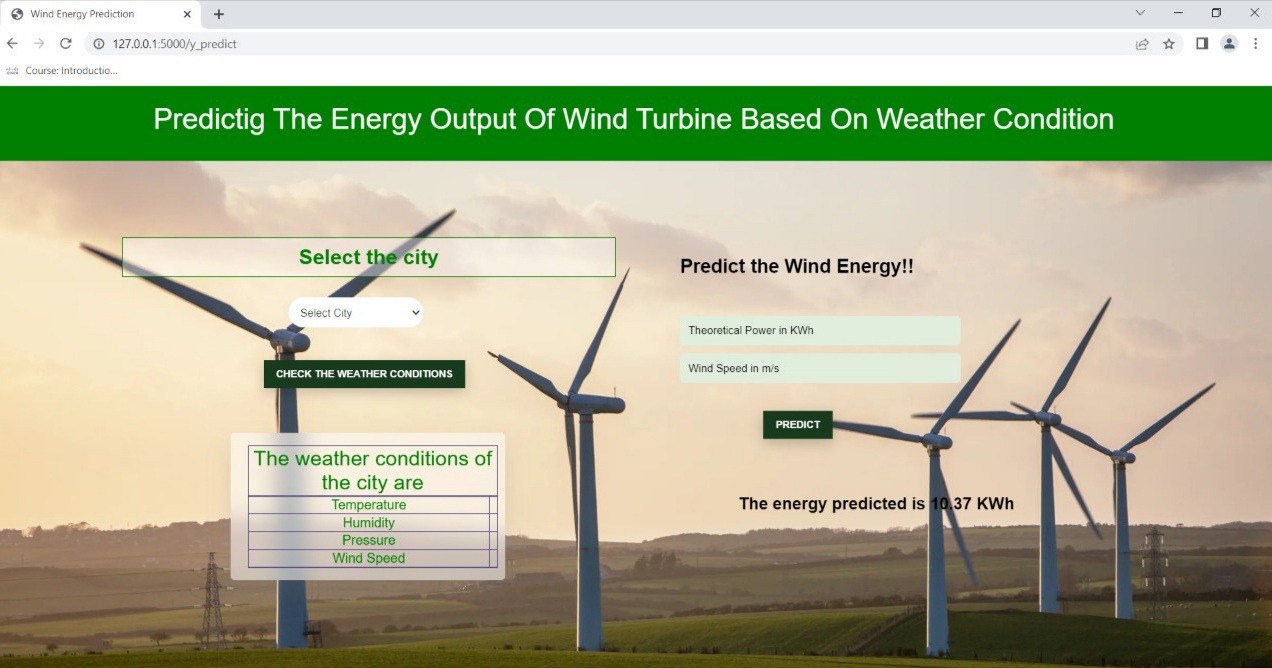 Wind Energy Prediction
127.0.0.1:5000/y_predict
Course: Introductio...
Predictig The Energy Output Of Wind Turbine Based On Weather Condition
Select the city
Select City
CHECK THE WEATHER CONDITIONS
The weather conditions of
the city are
Temperature
Humidity
Pressure
Wind Speed
Predict the Wind Energy!!
Theoretical Power in KWh
Wind Speed in m/s
PREDICT
The energy predicted is 10.37 KWh